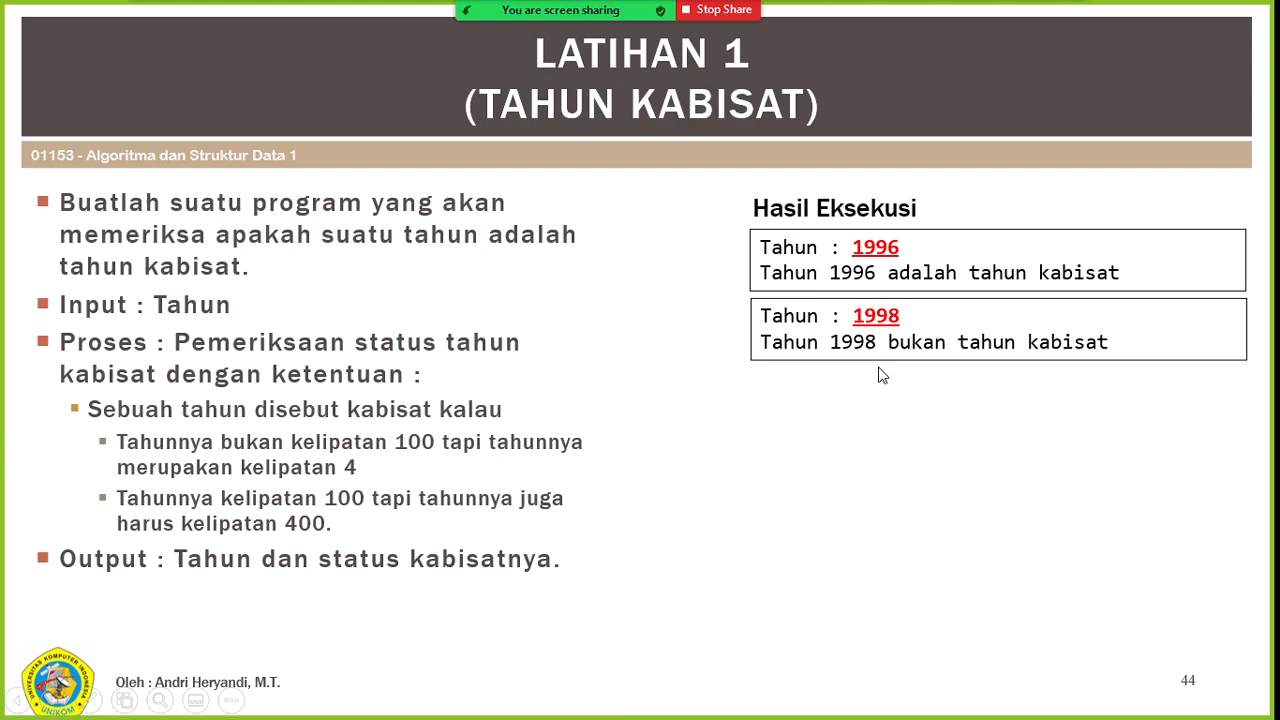 You are screen sharing
Stop Share
LATIHAN 1
(TAHUN KABISAT)
01153 - Algoritma dan Struktur Data 1
Buatlah suatu program yang akan
memeriksa apakah suatu tahun adalah
tahun kabisat.
Input : Tahun
Proses : Pemeriksaan status tahun
kabisat dengan ketentuan :
Sebuah tahun disebut kabisat kalau
Tahunnya bukan kelipatan 100 tapi tahunnya
merupakan kelipatan 4
Tahunnya kelipatan 100 tapi tahunnya juga
harus kelipatan 400.
Output : Tahun dan status kabisatnya.
Hasil Eksekusi
Tahun : 1996
Tahun 1996 adalah tahun kabisat
Tahun : 1998
Tahun 1998 bukan tahun kabisat
UNIVERSITAS KOMPUTER INDONESIA
UNIKOM
Oleh : Andri Heryandi, M.T.
44